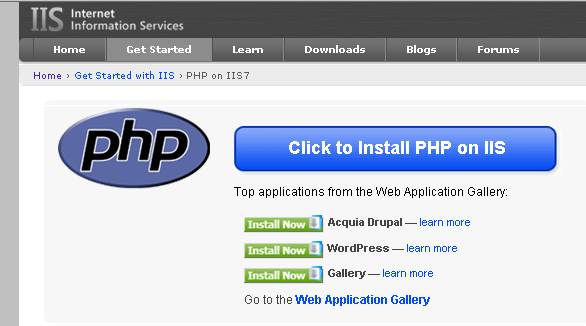 IIS Internet
Information Services
Home Get Started Learn Downloads Blogs Forums
Home › Get Started with IIS › PHP on IIS7
php
Click to Install PHP on IIS
Top applications from the Web Application Gallery:
Install Now Acquia Drupal — learn more
Install Now WordPress — learn more
Install Now Gallery — learn more
Go to the Web Application Gallery